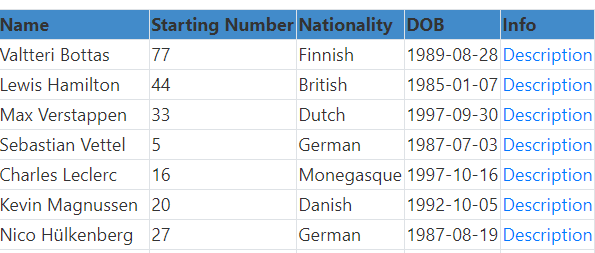 Name Starting Number Nationality DOB Info
Valtteri Bottas 77 Finnish 1989-08-28 Description
Lewis Hamilton 44 British 1985-01-07 Description
Max Verstappen 33 Dutch 1997-09-30 Description
Sebastian Vettel 5 German 1987-07-03 Description
Charles Leclerc 16 Monegasque 1997-10-16 Description
Kevin Magnussen 20 Danish 1992-10-05 Description
Nico Hülkenberg 27 German 1987-08-19 Description